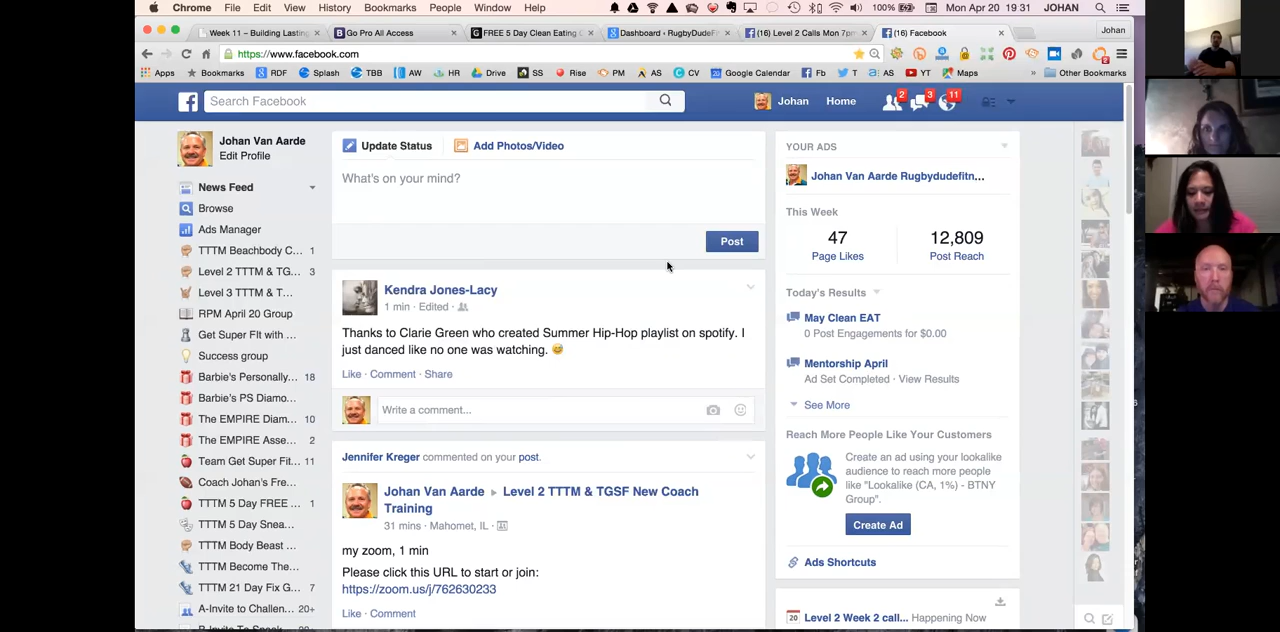 Chrome File Edit View History Bookmarks People Window Help 100% Mon Apr 20 19:31 JOHAN
Week 11 – Building Lasting
Go Pro All Access
FREE 5 Day Clean Eating
Dashboard • RugbyDudeFi
(16) Level 2 Calls Mon 7pm
(16) Facebook
Johan
https://www.facebook.com
Apps Bookmarks RDF Splash TBB AW HR Drive SS Rise PM AS CV Google Calendar Fb T AS YT Maps » Other Bookmarks
Search Facebook
Johan Home 2 3 11
Johan Van Aarde
Edit Profile
News Feed
Browse
Ads Manager
TTTM Beachbody C... 1
Level 2 TTTM & TG... 3
Level 3 TTTM & T...
RPM April 20 Group
Get Super FIt with ...
Success group
Barbie's Personally... 18
Barbie's PS Diamo...
The EMPIRE Diam... 10
The EMPIRE Asse... 2
Team Get Super Fit... 11
Coach Johan's Fre...
TTTM 5 Day FREE ... 1
TTTM 5 Day Snea...
TTTM Body Beast ...
TTTM Become The...
TTTM 21 Day Fix G... 7
A-Invite to Challen... 20+
Update Status Add Photos/Video
What's on your mind?
Post
Kendra Jones-Lacy
1 min · Edited ·
Thanks to Clarie Green who created Summer Hip-Hop playlist on spotify. I
just danced like no one was watching.
Like · Comment · Share
Write a comment...
Jennifer Kreger commented on your post.
Johan Van Aarde ▸ Level 2 TTTM & TGSF New Coach
Training
31 mins · Mahomet, IL ·
my zoom, 1 min
Please click this URL to start or join:
https://zoom.us/j/762630233
Like · Comment
YOUR ADS
Johan Van Aarde Rugbydudefitn...
This Week
47 12,809
Page Likes Post Reach
Today's Results
May Clean EAT
0 Post Engagements for $0.00
Mentorship April
Ad Set Completed · View Results
See More
Reach More People Like Your Customers
Create an ad using your lookalike
audience to reach more people
like "Lookalike (CA, 1%) - BTNY
Group".
Create Ad
Ads Shortcuts
20 Level 2 Week 2 call... Happening Now